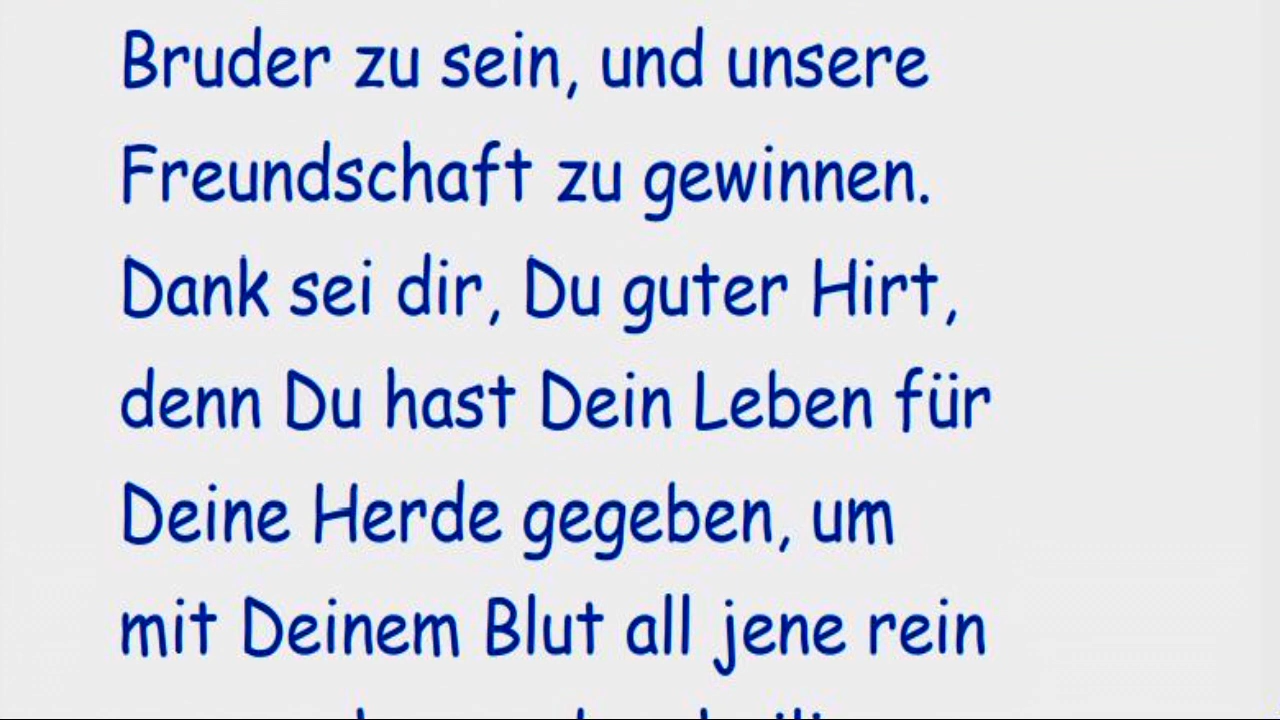 Bruder zu sein, und unsere
Freundschaft zu gewinnen.
Dank sei dir, Du guter Hirt,
denn Du hast Dein Leben für
Deine Herde gegeben, um
mit Deinem Blut all jene rein